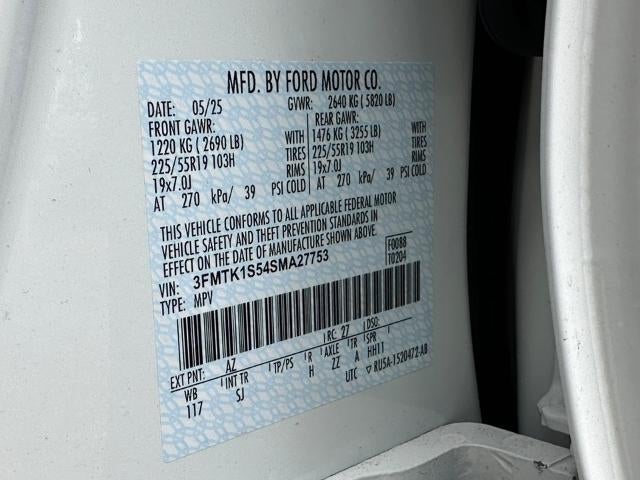 MFD. BY FORD MOTOR CO.
DATE: 05/25 GVWR: 2640 KG ( 5820 LB)
FRONT GAWR: REAR GAWR:
1220 KG ( 2690 LB) WITH 1476 KG ( 3255 LB) WITH
225/55R19 103H TIRES 225/55R19 103H TIRES
19x7.0J RIMS 19x7.0J RIMS
AT 270 kPa/ 39 PSI COLD AT 270 kPa/ 39 PSI COLD
THIS VEHICLE CONFORMS TO ALL APPLICABLE FEDERAL MOTOR
VEHICLE SAFETY AND THEFT PREVENTION STANDARDS IN
EFFECT ON THE DATE OF MANUFACTURE SHOWN ABOVE.
VIN: 3FMTK1S54SMA27753 F0088
TYPE: MPV T0204
EXT PNT: AZ RC: 27 DSO:
WB INT TR TP/PS R AXLE TR SPR
117 SJ H ZZ A HH11
UTC ▽ RU5A-1520472-AB